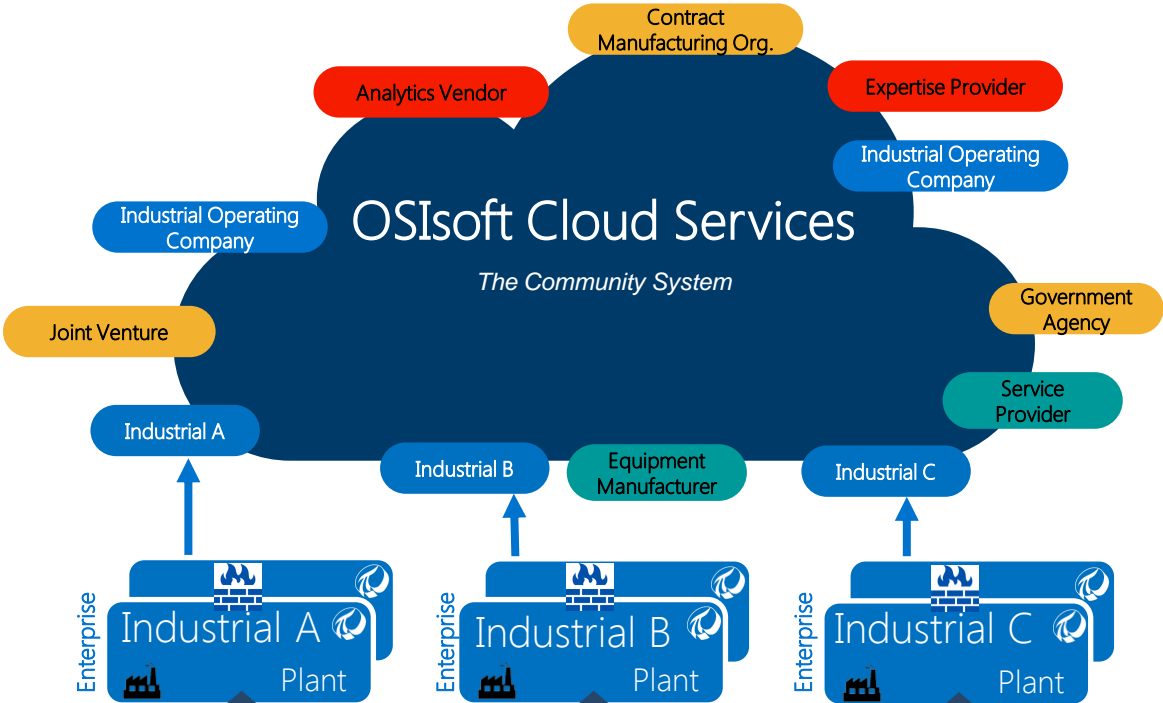 Contract
Manufacturing Org.
Analytics Vendor
Expertise Provider
Industrial Operating
Company
Industrial Operating
Company
OSIsoft Cloud Services
The Community System
Joint Venture
Government
Agency
Service
Provider
Industrial A
Industrial B
Equipment
Manufacturer
Industrial C
Enterprise
Industrial A
Plant
Enterprise
Industrial B
Plant
Enterprise
Industrial C
Plant